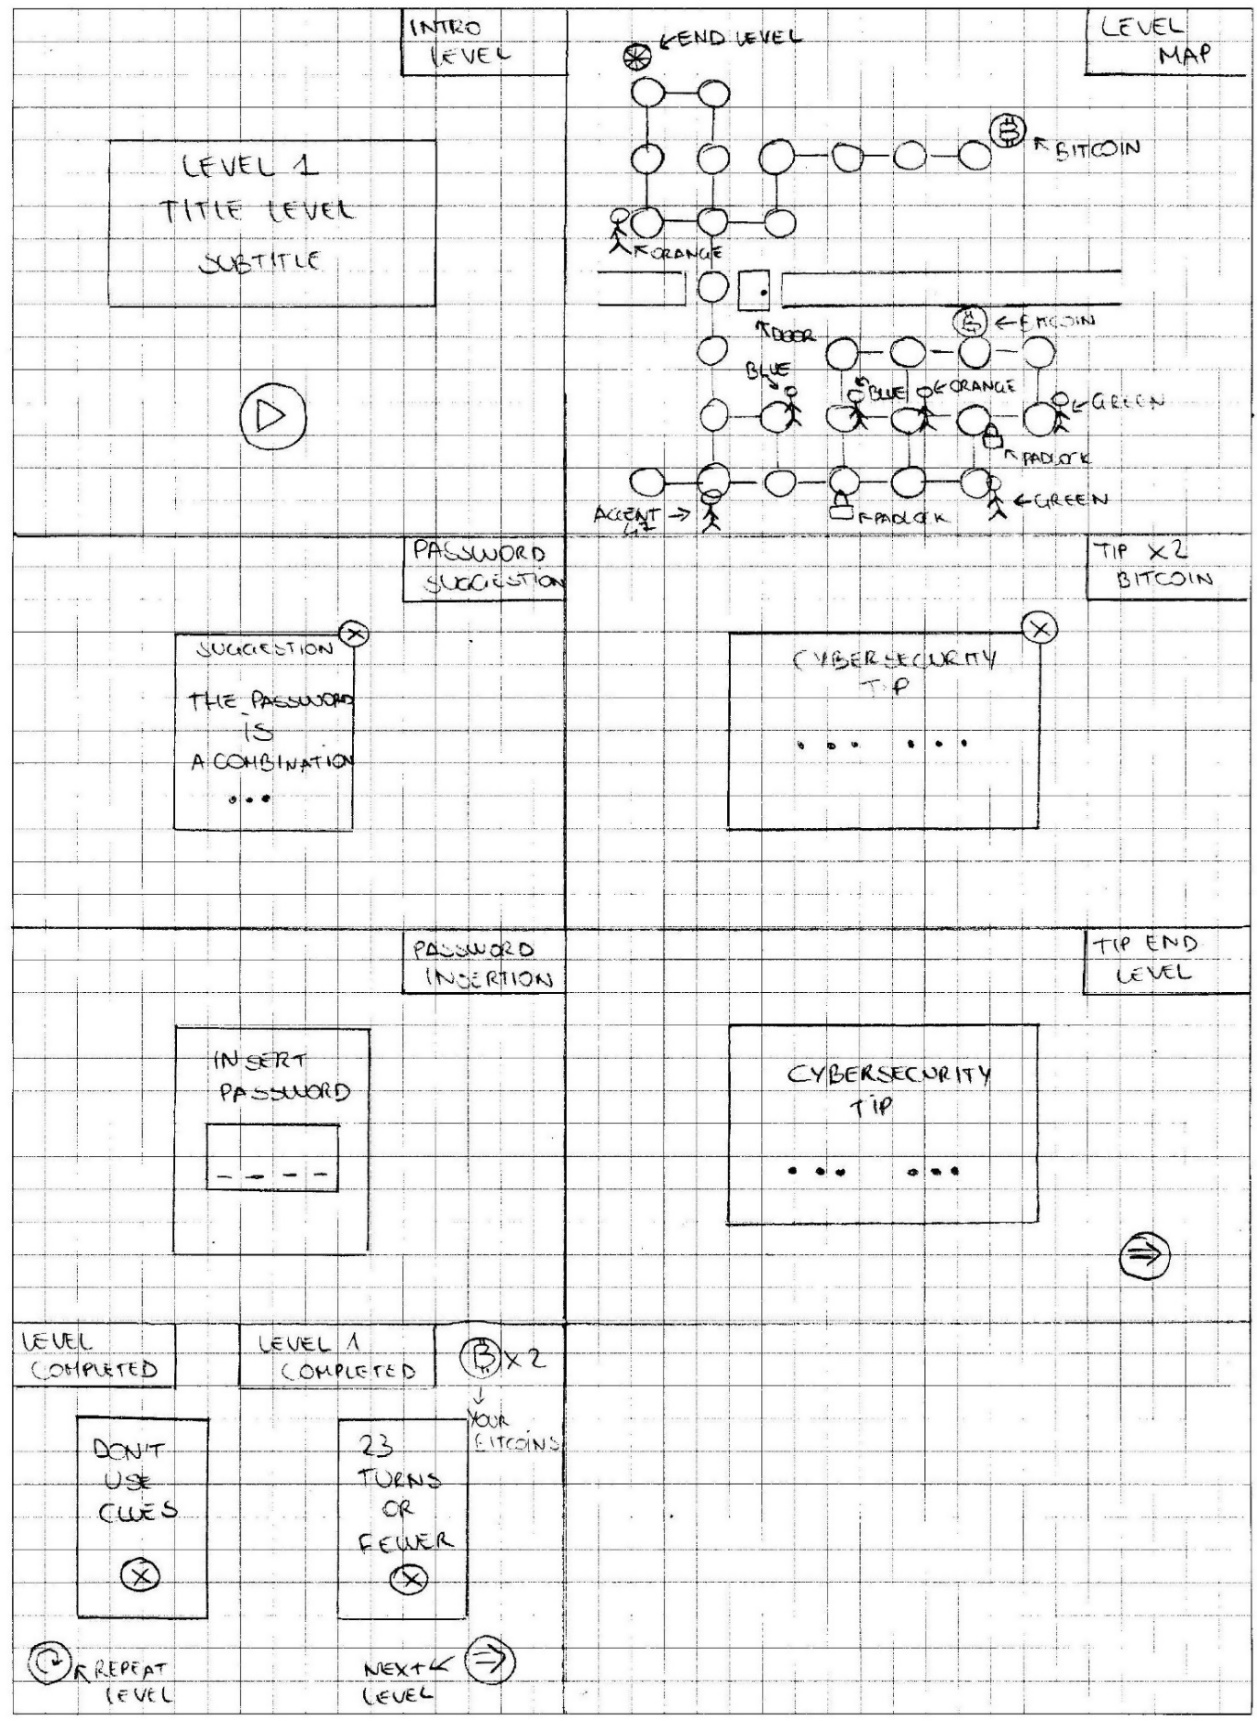 INTRO
LEVEL
LEVEL 1
TITLE LEVEL
SUBTITLE
LEVEL
MAP
←END LEVEL
BITCOIN
ORANGE
DOOR
←BITCOIN
BLUE
BLUE
←ORANGE
←GREEN
PADLOCK
←GREEN
PADLOCK
PASSWORD
SUGGESTION
SUGGESTION
THE PASSWORD
IS
A COMBINATION
...
TIP X2
BITCOIN
CYBERSECURITY
TIP
... ...
PASSWORD
INSERTION
INSERT
PASSWORD
_ _ _ _
TIP END
LEVEL
CYBERSECURITY
TIP
... ...
LEVEL
COMPLETED
LEVEL 1
COMPLETED
X 2
YOUR
BITCOINS
DON'T
USE
CLUES
23
TURNS
OR
FEWER
REPEAT
LEVEL
NEXT
LEVEL